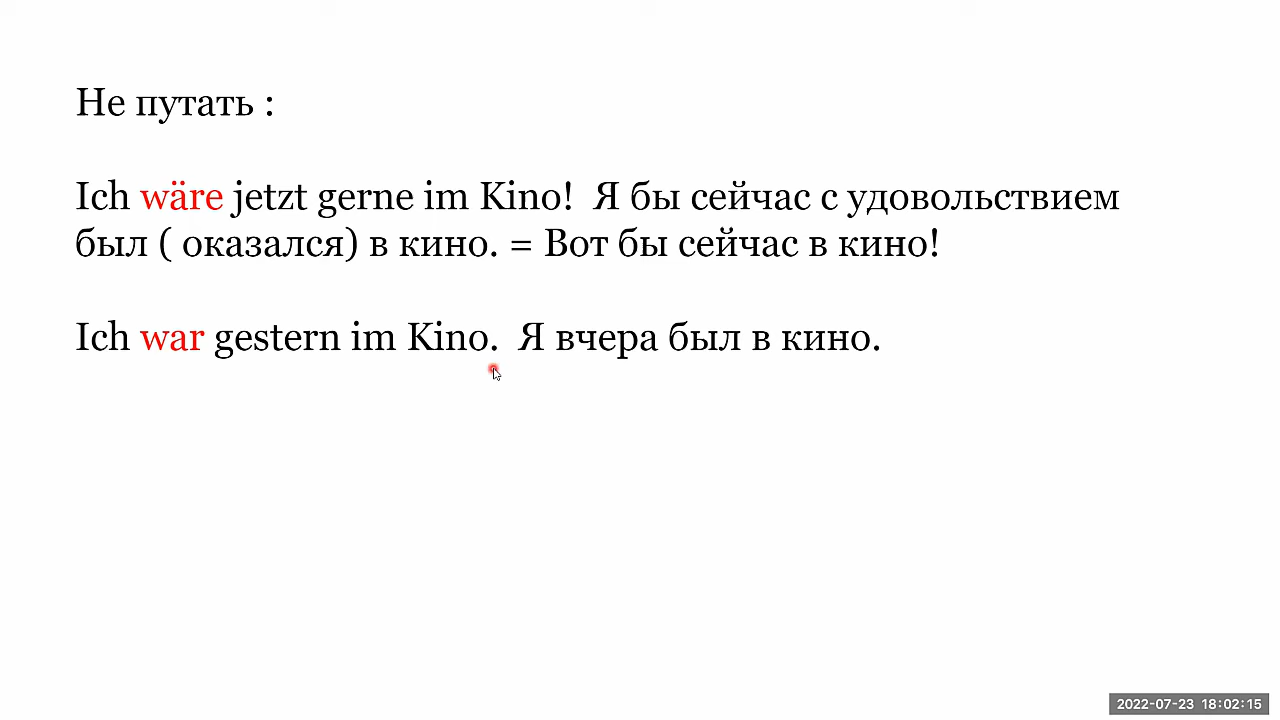 Не путать :
Ich wäre jetzt gerne im Kino!  Я бы сейчас с удовольствием
был ( оказался) в кино. = Вот бы сейчас в кино!
Ich war gestern im Kino.  Я вчера был в кино.
2022-07-23 18:02:15